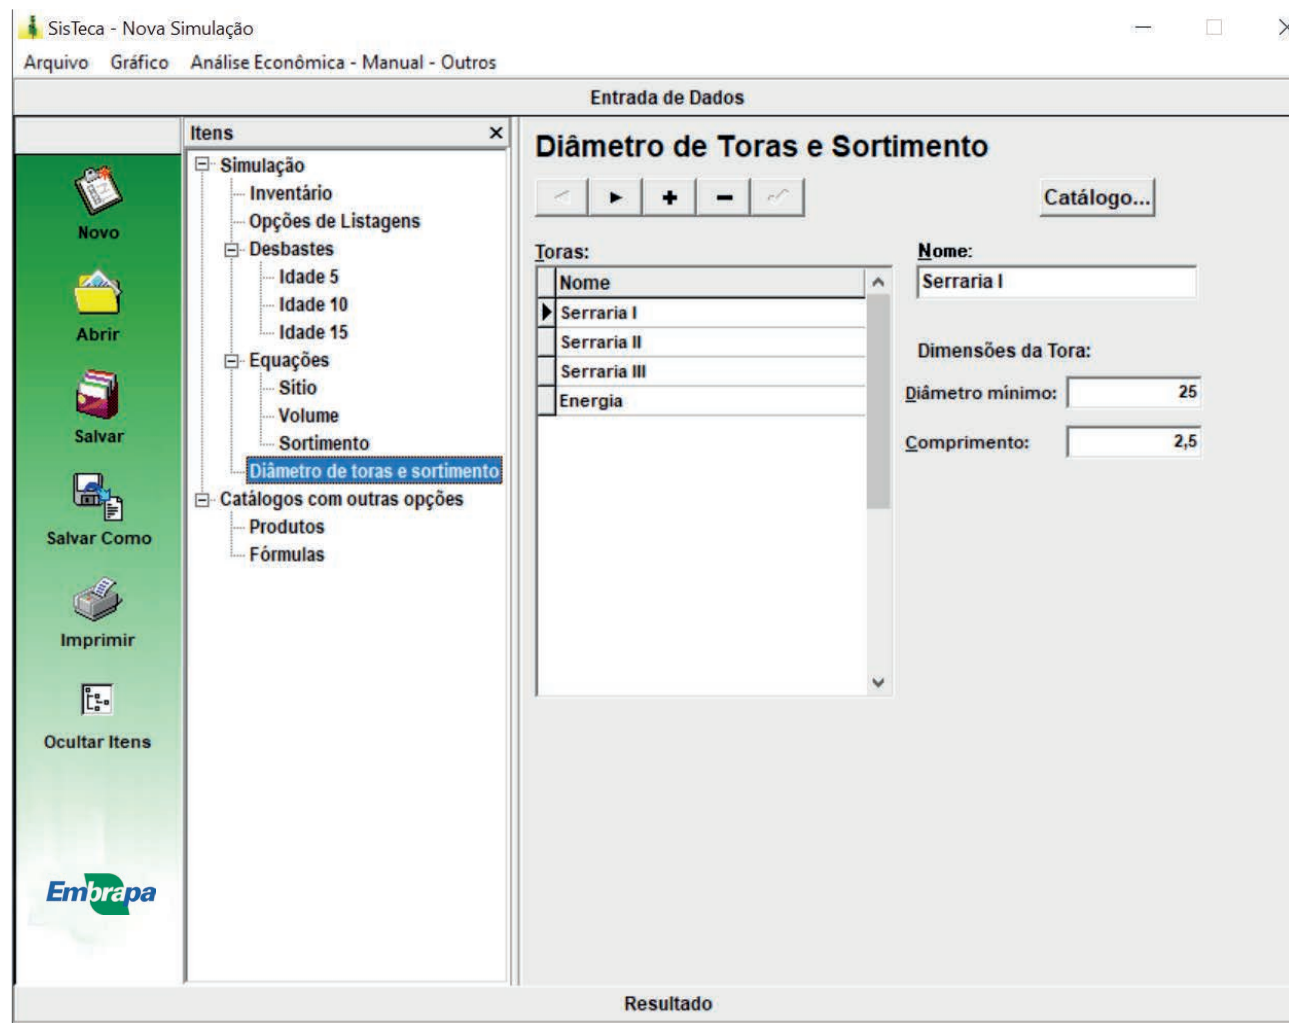 SisTeca - Nova Simulação
Arquivo Gráfico Análise Econômica - Manual - Outros
Entrada de Dados
Novo
Abrir
Salvar
Salvar Como
Imprimir
Ocultar Itens
Embrapa
Itens
Simulação
Inventário
Opções de Listagens
Desbastes
Idade 5
Idade 10
Idade 15
Equações
Sítio
Volume
Sortimento
Diâmetro de toras e sortimento
Catálogos com outras opções
Produtos
Fórmulas
Diâmetro de Toras e Sortimento
Catálogo...
Toras:
Nome
Serraria I
Serraria II
Serraria III
Energia
Nome:
Serraria I
Dimensões da Tora:
Diâmetro mínimo: 25
Comprimento: 2,5
Resultado